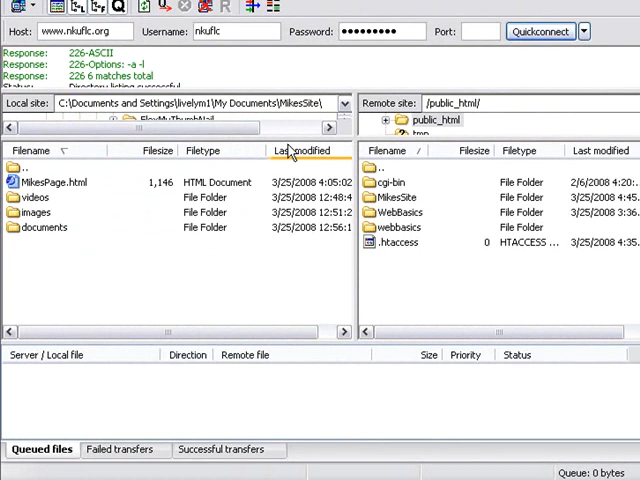 Host: www.nkuflc.org Username: nkuflc Password: ●●●●●●●●● Port: Quickconnect
Response: 226-ASCII
Response: 226-Options: -a -l
Response: 226 6 matches total
Status: Directory listing successful
Local site: C:\Documents and Settings\livelym1\My Documents\MikesSite\ Remote site: /public_html/
FlexMyThumbNail public_html
tmp
Filename Filesize Filetype Last modified Filename Filesize Filetype Last modified
.. ..
MikesPage.html 1,146 HTML Document 3/25/2008 4:05:02 cgi-bin File Folder 2/6/2008 4:20:
videos File Folder 3/25/2008 12:48:4 MikesSite File Folder 3/25/2008 4:45.
images File Folder 3/25/2008 12:51:2 WebBasics File Folder 3/25/2008 3:36.
documents File Folder 3/25/2008 12:56:1 webbasics File Folder
.htaccess 0 HTACCESS ... 3/25/2008 4:35.
Server / Local file Direction Remote file Size Priority Status
Queued files Failed transfers Successful transfers
Queue: 0 bytes